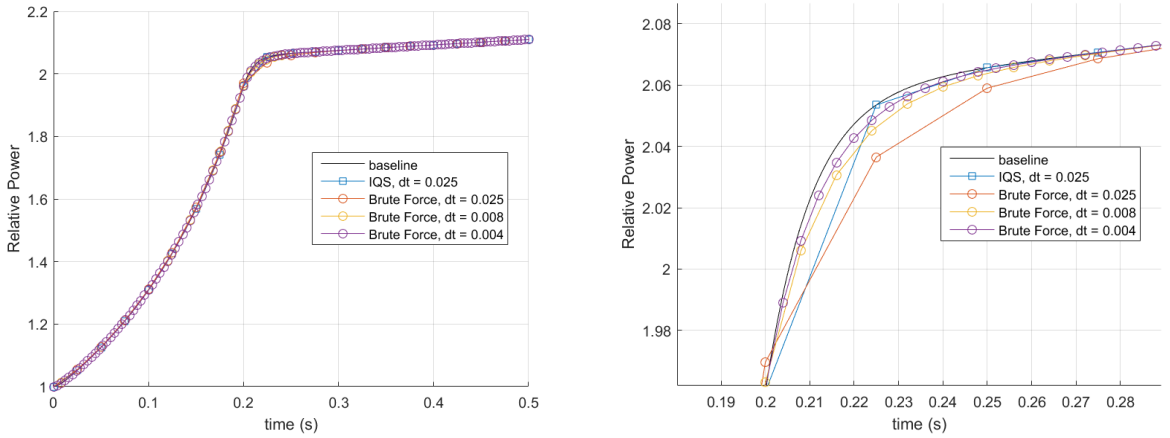 2.2
2
1.8
1.6
1.4
1.2
1
Relative Power
0
0.1
0.2
0.3
0.4
0.5
time (s)
baseline
IQS, dt = 0.025
Brute Force, dt = 0.025
Brute Force, dt = 0.008
Brute Force, dt = 0.004
2.08
2.06
2.04
2.02
2
1.98
Relative Power
0.19
0.2
0.21
0.22
0.23
0.24
0.25
0.26
0.27
0.28
time (s)
baseline
IQS, dt = 0.025
Brute Force, dt = 0.025
Brute Force, dt = 0.008
Brute Force, dt = 0.004